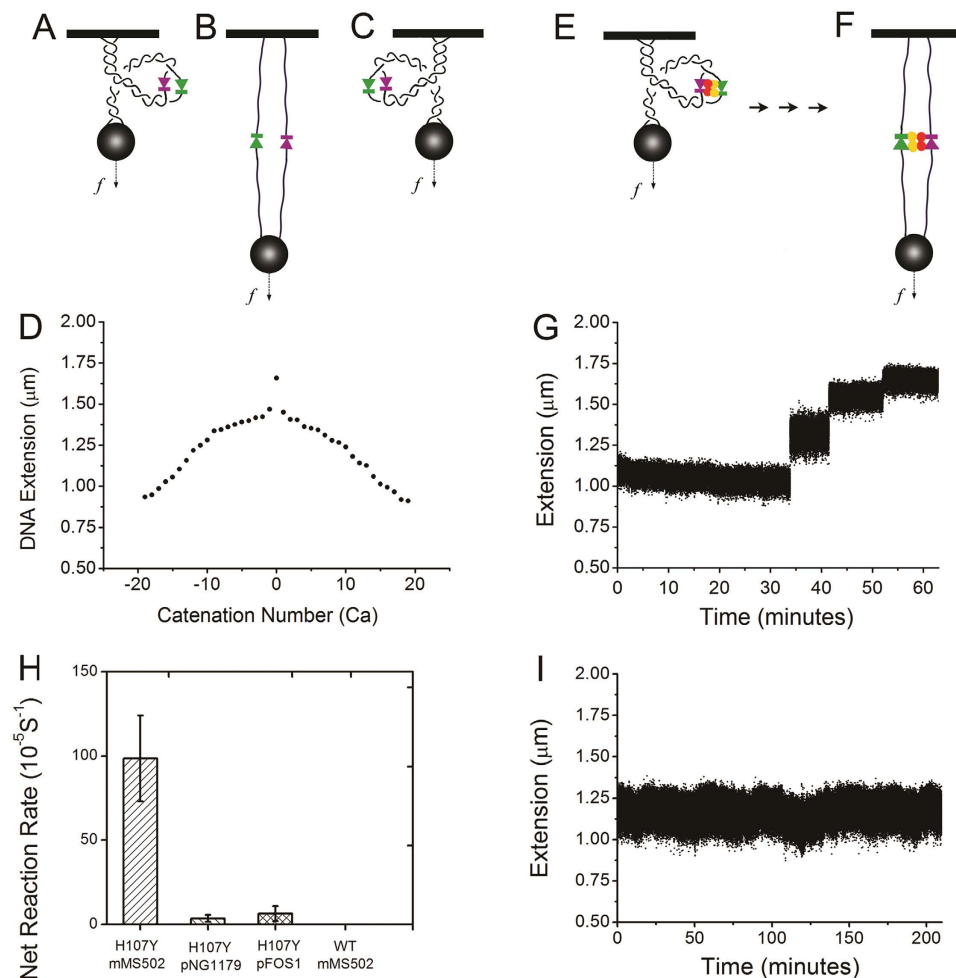 A
B
C
E
F
f
f
f
f
f
D
2.00
1.75
1.50
1.25
1.00
0.75
0.50
DNA Extension (μm)
-20
-10
0
10
20
Catenation Number (Ca)
G
2.00
1.75
1.50
1.25
1.00
0.75
0.50
Extension (μm)
0
10
20
30
40
50
60
Time (minutes)
H
150
100
50
0
Net Reaction Rate (10⁻⁵S⁻¹)
H107Y
mMS502
H107Y
pNG1179
H107Y
pFOS1
WT
mMS502
I
2.00
1.75
1.50
1.25
1.00
0.75
0.50
Extension (μm)
0
50
100
150
200
Time (minutes)